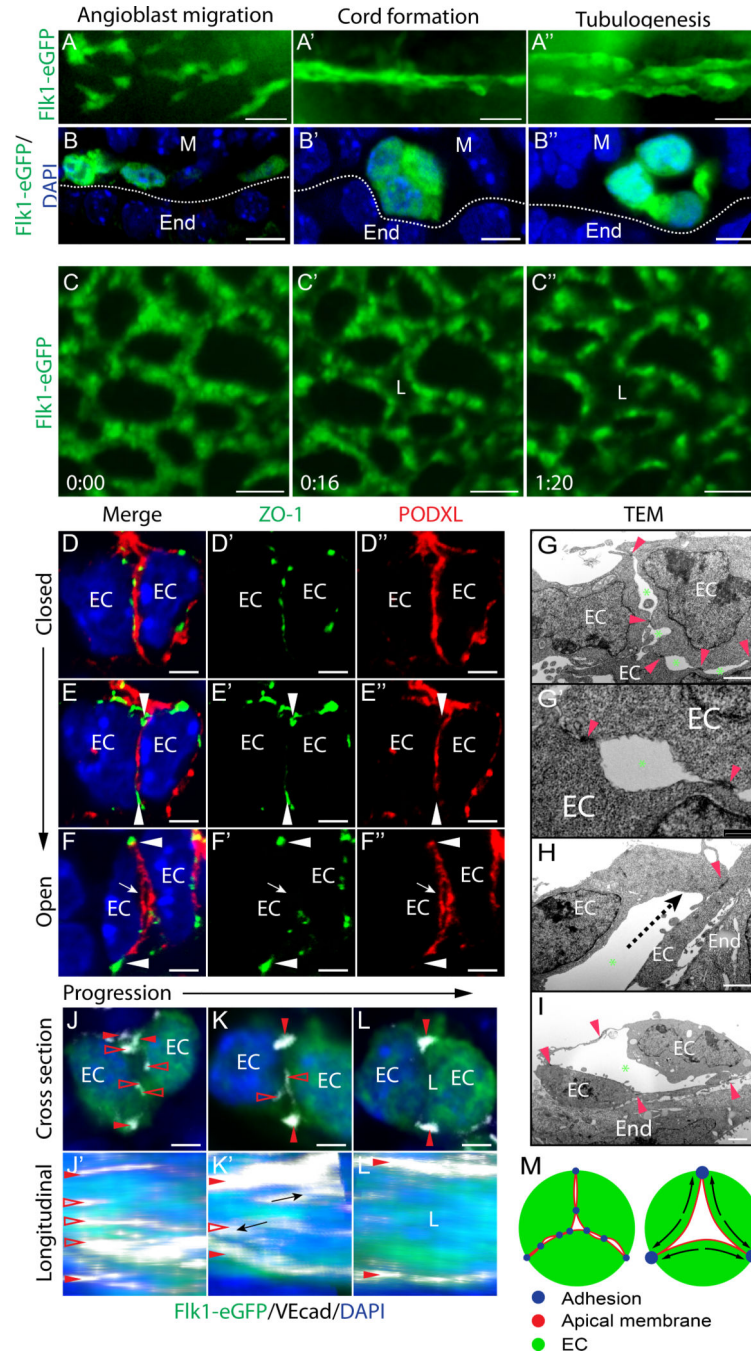 Angioblast migration Cord formation Tubulogenesis
Flk1-eGFP
A A' A''
Flk1-eGFP/
DAPI
B M B' M B'' M
End End End
Flk1-eGFP
C C' C''
L L
0:00 0:16 1:20
Merge ZO-1 PODXL TEM
Closed
D D' D''
EC EC EC EC EC EC
E E' E''
EC EC EC EC EC EC
Open
F F' F''
EC EC EC EC EC EC
G
EC EC
EC
G'
EC
EC
H
EC EC End
I
EC
EC
End
Progression
Cross section
J K L
EC EC EC EC EC L EC
Longitudinal
J' K' L'
L
Flk1-eGFP/VEcad/DAPI
M
Adhesion
Apical membrane
EC